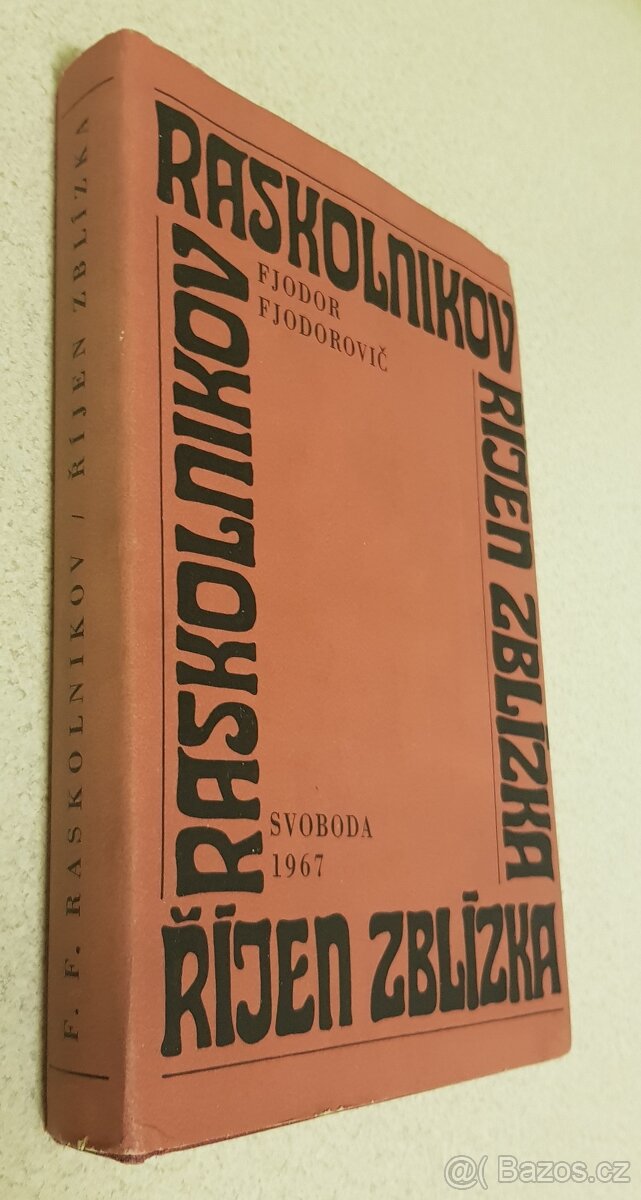 F. F. RASKOLNIKOV / ŘÍJEN ZBLÍZKA
RASKOLNIKOV
RASKOLNIKOV
FJODOR
FJODOROVIČ
ŘÍJEN ZBLÍZKA
SVOBODA
1967
ŘÍJEN ZBLÍZKA
@( Bazos.cz